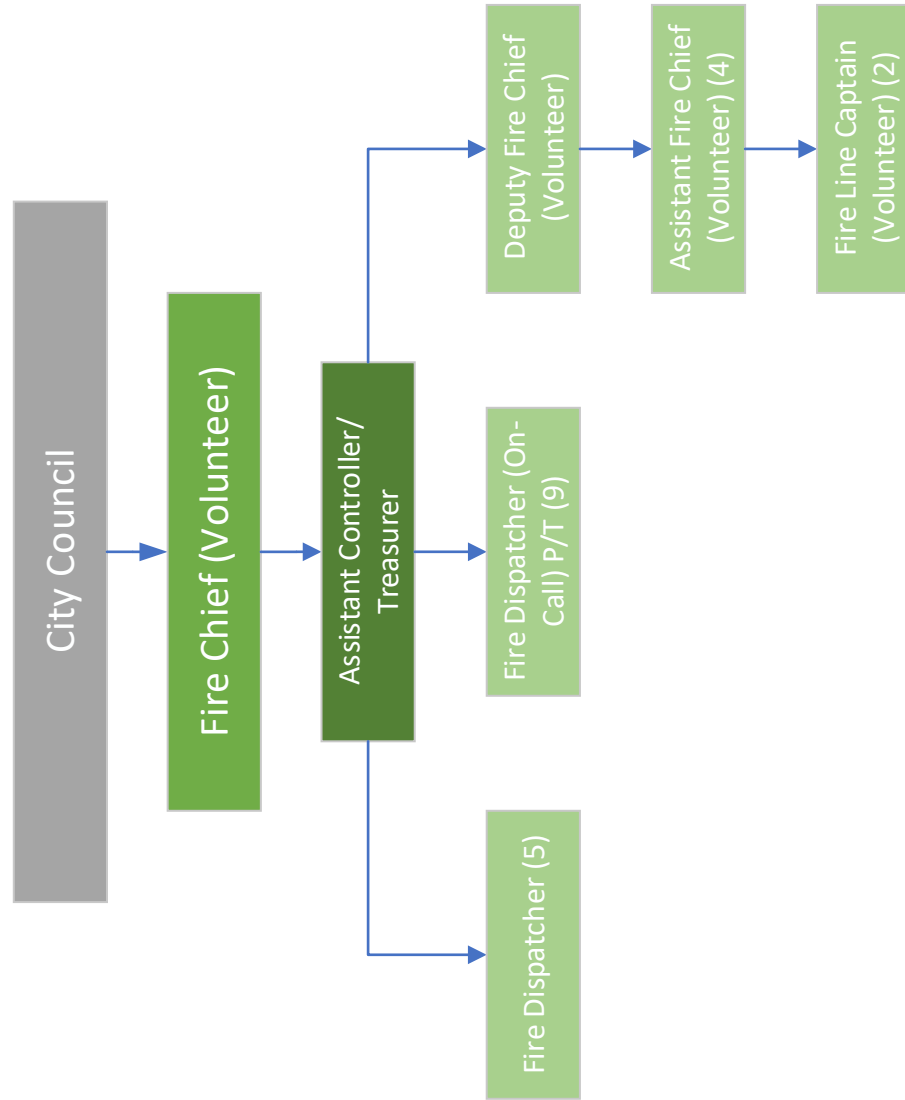 City Council
Fire Chief (Volunteer)
Assistant Controller/
Treasurer
Fire Dispatcher (5)
Fire Dispatcher (On-
Call) P/T (9)
Deputy Fire Chief
(Volunteer)
Assistant Fire Chief
(Volunteer) (4)
Fire Line Captain
(Volunteer) (2)